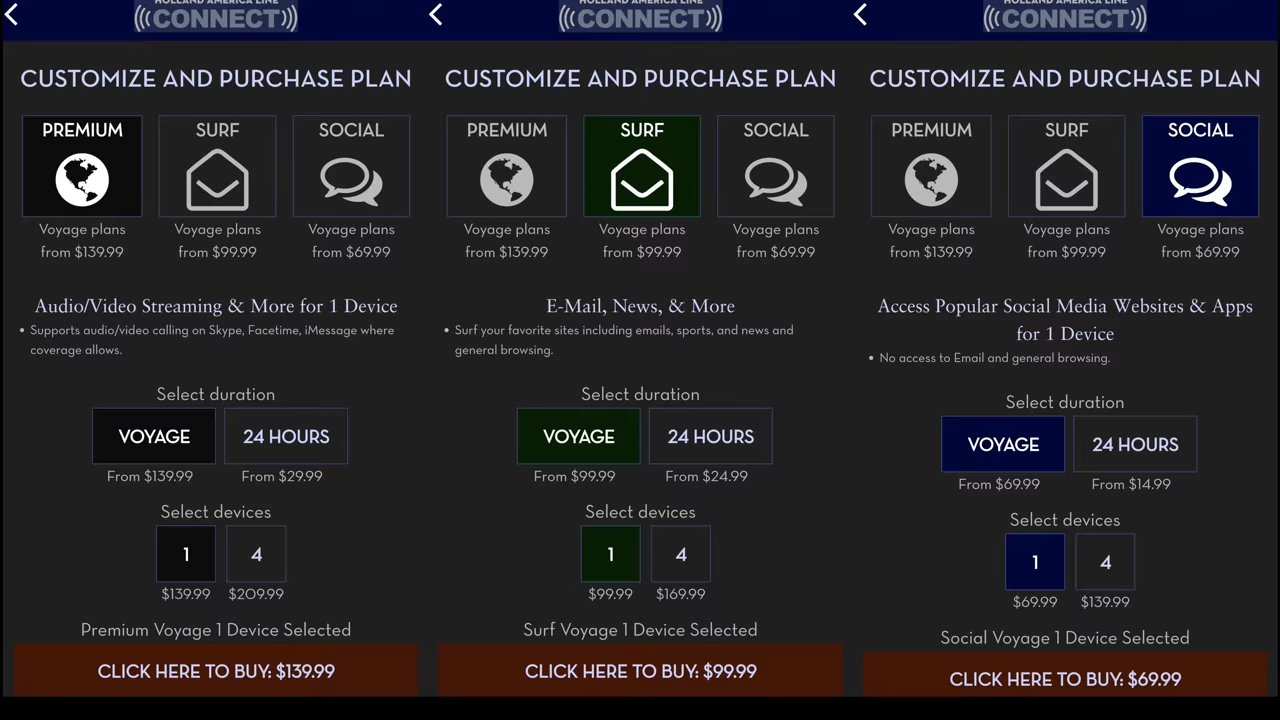 HOLLAND AMERICA LINE
CONNECT
CUSTOMIZE AND PURCHASE PLAN
PREMIUM
SURF
SOCIAL
Voyage plans
from $139.99
Voyage plans
from $99.99
Voyage plans
from $69.99
Audio/Video Streaming & More for 1 Device
• Supports audio/video calling on Skype, Facetime, iMessage where
coverage allows.
Select duration
VOYAGE
24 HOURS
From $139.99
From $29.99
Select devices
1
4
$139.99
$209.99
Premium Voyage 1 Device Selected
CLICK HERE TO BUY: $139.99
HOLLAND AMERICA LINE
CONNECT
CUSTOMIZE AND PURCHASE PLAN
PREMIUM
SURF
SOCIAL
Voyage plans
from $139.99
Voyage plans
from $99.99
Voyage plans
from $69.99
E-Mail, News, & More
• Surf your favorite sites including emails, sports, and news and
general browsing.
Select duration
VOYAGE
24 HOURS
From $99.99
From $24.99
Select devices
1
4
$99.99
$169.99
Surf Voyage 1 Device Selected
CLICK HERE TO BUY: $99.99
HOLLAND AMERICA LINE
CONNECT
CUSTOMIZE AND PURCHASE PLAN
PREMIUM
SURF
SOCIAL
Voyage plans
from $139.99
Voyage plans
from $99.99
Voyage plans
from $69.99
Access Popular Social Media Websites & Apps
for 1 Device
• No access to Email and general browsing.
Select duration
VOYAGE
24 HOURS
From $69.99
From $14.99
Select devices
1
4
$69.99
$139.99
Social Voyage 1 Device Selected
CLICK HERE TO BUY: $69.99